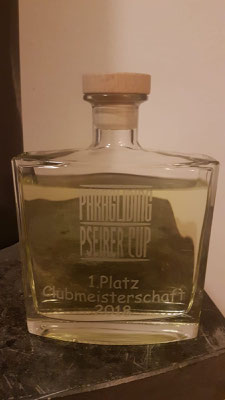 PARAGLIDING
PSEIRER CUP
1.Platz
Clubmeisterschaft
2018